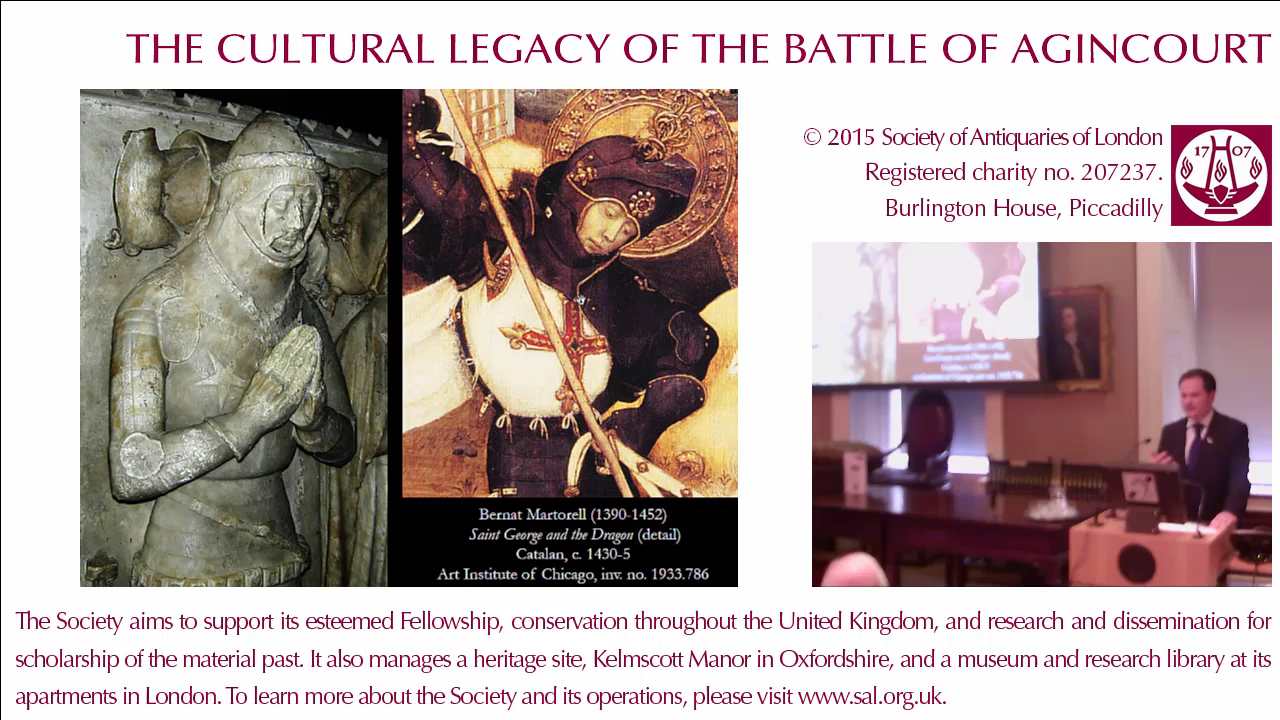 THE CULTURAL LEGACY OF THE BATTLE OF AGINCOURT
© 2015 Society of Antiquaries of London
Registered charity no. 207237.
Burlington House, Piccadilly
17 07
Bernat Martorell (1390-1452)
Saint George and the Dragon (detail)
Catalan, c. 1430-5
Art Institute of Chicago, inv. no. 1933.786
The Society aims to support its esteemed Fellowship, conservation throughout the United Kingdom, and research and dissemination for
scholarship of the material past. It also manages a heritage site, Kelmscott Manor in Oxfordshire, and a museum and research library at its
apartments in London. To learn more about the Society and its operations, please visit www.sal.org.uk.